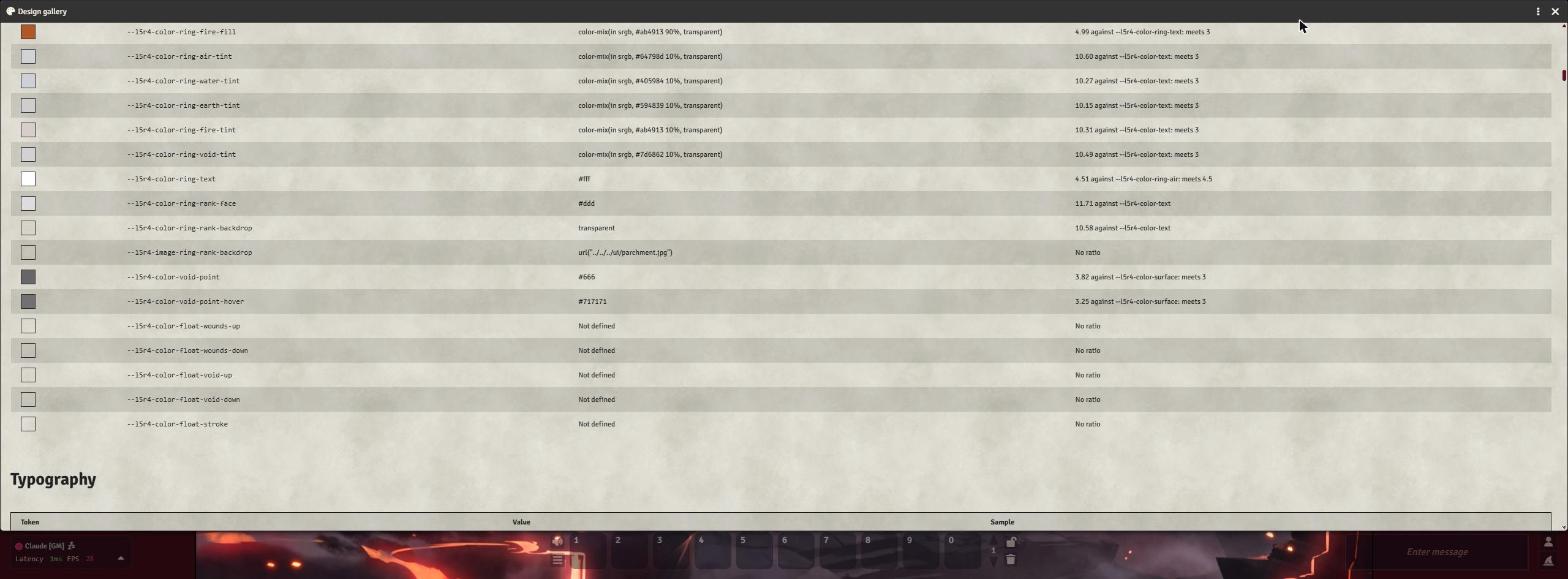 Design gallery
--l5r4-color-ring-fire-fill color-mix(in srgb, #ab4913 90%, transparent) 4.99 against --l5r4-color-ring-text: meets 3
--l5r4-color-ring-air-tint color-mix(in srgb, #64798d 10%, transparent) 10.60 against --l5r4-color-text: meets 3
--l5r4-color-ring-water-tint color-mix(in srgb, #405984 10%, transparent) 10.27 against --l5r4-color-text: meets 3
--l5r4-color-ring-earth-tint color-mix(in srgb, #594839 10%, transparent) 10.15 against --l5r4-color-text: meets 3
--l5r4-color-ring-fire-tint color-mix(in srgb, #ab4913 10%, transparent) 10.31 against --l5r4-color-text: meets 3
--l5r4-color-ring-void-tint color-mix(in srgb, #7d6862 10%, transparent) 10.49 against --l5r4-color-text: meets 3
--l5r4-color-ring-text #fff 4.51 against --l5r4-color-ring-air: meets 4.5
--l5r4-color-ring-rank-face #ddd 11.71 against --l5r4-color-text
--l5r4-color-ring-rank-backdrop transparent 10.58 against --l5r4-color-text
--l5r4-image-ring-rank-backdrop url("../../../ui/parchment.jpg") No ratio
--l5r4-color-void-point #666 3.82 against --l5r4-color-surface: meets 3
--l5r4-color-void-point-hover #717171 3.25 against --l5r4-color-surface: meets 3
--l5r4-color-float-wounds-up Not defined No ratio
--l5r4-color-float-wounds-down Not defined No ratio
--l5r4-color-float-void-up Not defined No ratio
--l5r4-color-float-void-down Not defined No ratio
--l5r4-color-float-stroke Not defined No ratio
Typography
Token Value Sample
Claude [GM]
Latency 3ms FPS 28
1 2 3 4 5 6 7 8 9 0
1
Enter message